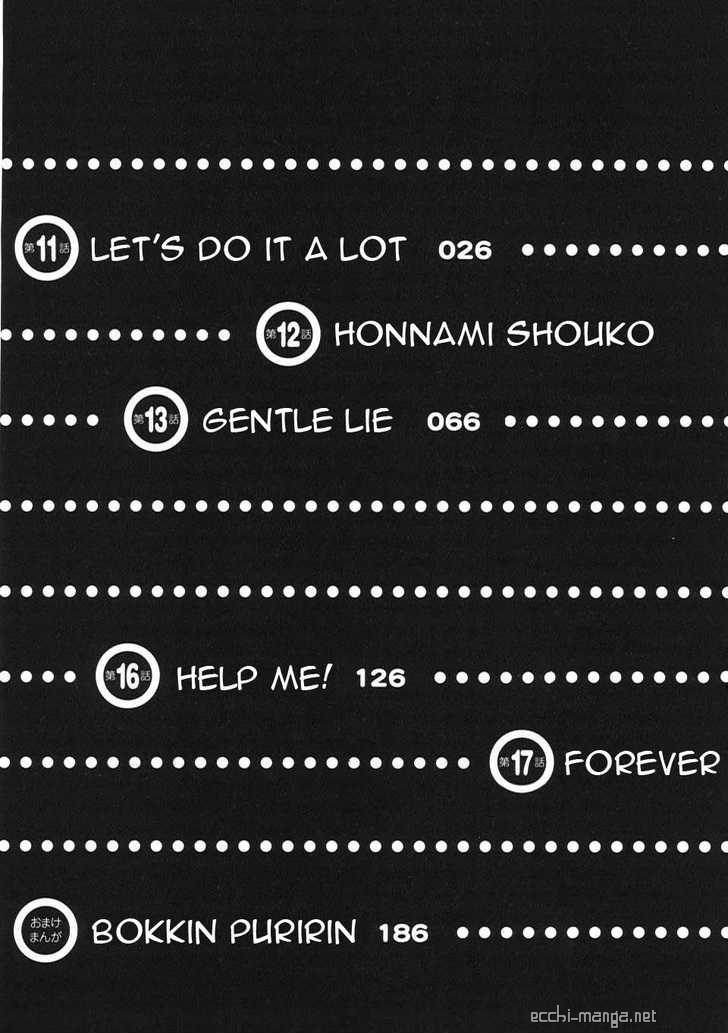 第11話 LET'S DO IT A LOT 026
第12話 HONNAMI SHOUKO
第13話 GENTLE LIE 066
第16話 HELP ME! 126
第17話 FOREVER
おまけ
まんが BOKKIN PURIRIN 186
ecchi-manga.net